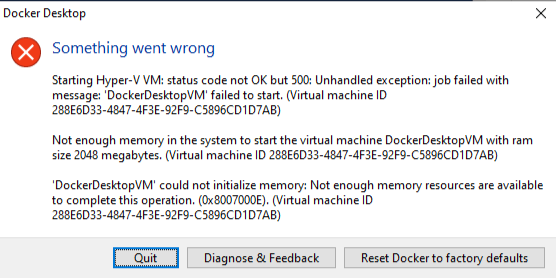 Docker Desktop
Something went wrong
Starting Hyper-V VM: status code not OK but 500: Unhandled exception: job failed with
message: 'DockerDesktopVM' failed to start. (Virtual machine ID
288E6D33-4847-4F3E-92F9-C5896CD1D7AB)
Not enough memory in the system to start the virtual machine DockerDesktopVM with ram
size 2048 megabytes. (Virtual machine ID 288E6D33-4847-4F3E-92F9-C5896CD1D7AB)
'DockerDesktopVM' could not initialize memory: Not enough memory resources are available
to complete this operation. (0x8007000E). (Virtual machine ID
288E6D33-4847-4F3E-92F9-C5896CD1D7AB)
Quit
Diagnose & Feedback
Reset Docker to factory defaults